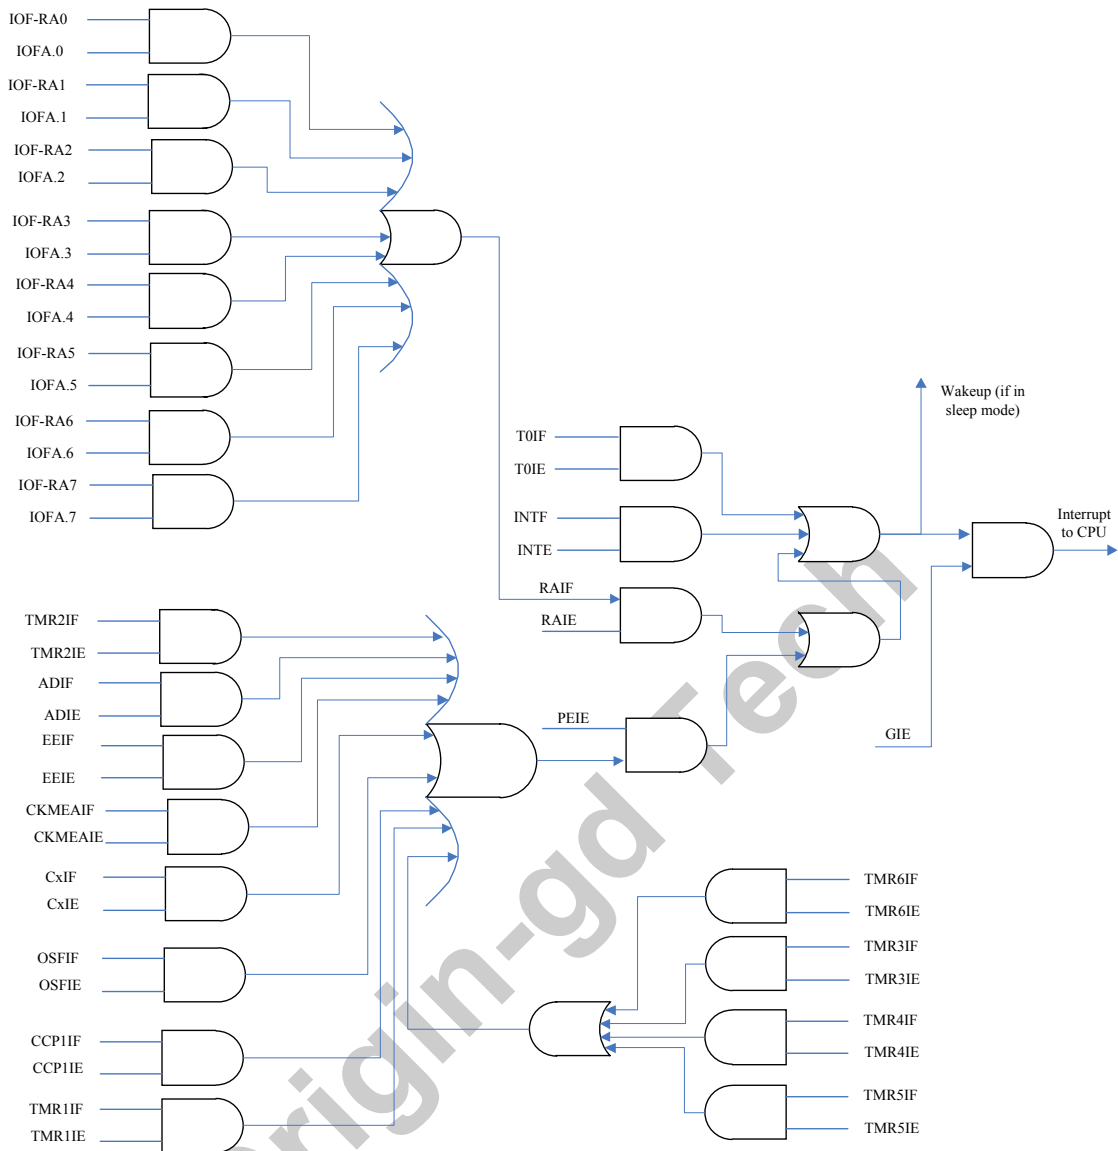 IOF-RA0
IOFA.0
IOF-RA1
IOFA.1
IOF-RA2
IOFA.2
IOF-RA3
IOFA.3
IOF-RA4
IOFA.4
IOF-RA5
IOFA.5
IOF-RA6
IOFA.6
IOF-RA7
IOFA.7
Wakeup (if in
sleep mode)
T0IF
T0IE
INTF
INTE
Interrupt
to CPU
RAIF
RAIE
PEIE
GIE
TMR2IF
TMR2IE
ADIF
ADIE
EEIF
EEIE
CKMEAIF
CKMEAIE
CxIF
CxIE
OSFIF
OSFIE
CCP1IF
CCP1IE
TMR1IF
TMR1IE
TMR6IF
TMR6IE
TMR3IF
TMR3IE
TMR4IF
TMR4IE
TMR5IF
TMR5IE
rigin-gd Tech